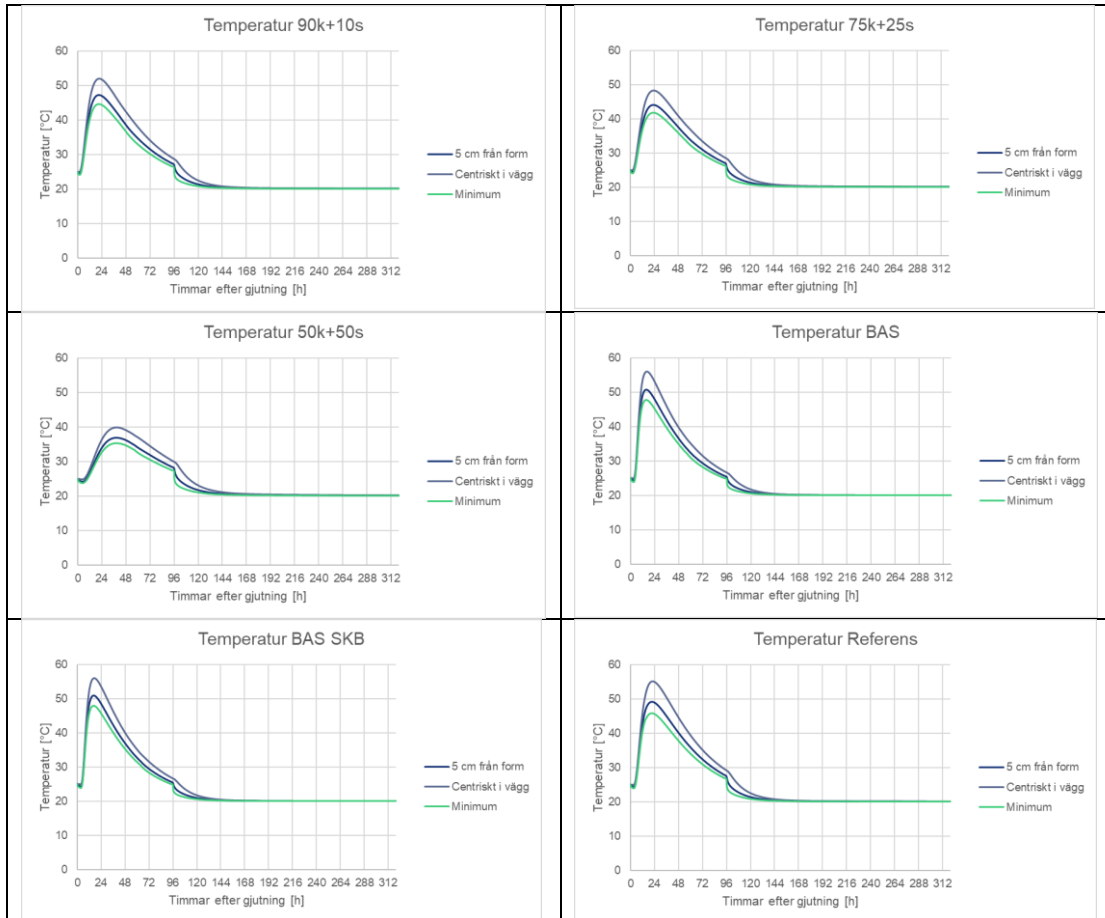 Temperatur 90k+10s
60
50
40
30
20
10
0
Temperatur [°C]
0 24 48 72 96 120 144 168 192 216 240 264 288 312
Timmar efter gjutning [h]
5 cm från form
Centriskt i vägg
Minimum
Temperatur 75k+25s
60
50
40
30
20
10
0
Temperatur [°C]
0 24 48 72 96 120 144 168 192 216 240 264 288 312
Timmar efter gjutning [h]
5 cm från form
Centriskt i vägg
Minimum
Temperatur 50k+50s
60
50
40
30
20
10
0
Temperatur [°C]
0 24 48 72 96 120 144 168 192 216 240 264 288 312
Timmar efter gjutning [h]
5 cm från form
Centriskt i vägg
Minimum
Temperatur BAS
60
50
40
30
20
10
0
Temperatur [°C]
0 24 48 72 96 120 144 168 192 216 240 264 288 312
Timmar efter gjutning [h]
5 cm från form
Centriskt i vägg
Minimum
Temperatur BAS SKB
60
50
40
30
20
10
0
Temperatur [°C]
0 24 48 72 96 120 144 168 192 216 240 264 288 312
Timmar efter gjutning [h]
5 cm från form
Centriskt i vägg
Minimum
Temperatur Referens
60
50
40
30
20
10
0
Temperatur [°C]
0 24 48 72 96 120 144 168 192 216 240 264 288 312
Timmar efter gjutning [h]
5 cm från form
Centriskt i vägg
Minimum